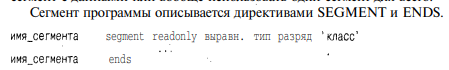 Сегмент программы описывается директивами SEGMENT и ENDS.
имя_сегмента segment readonly выравн. тип разряд 'класс'
...
имя_сегмента ends